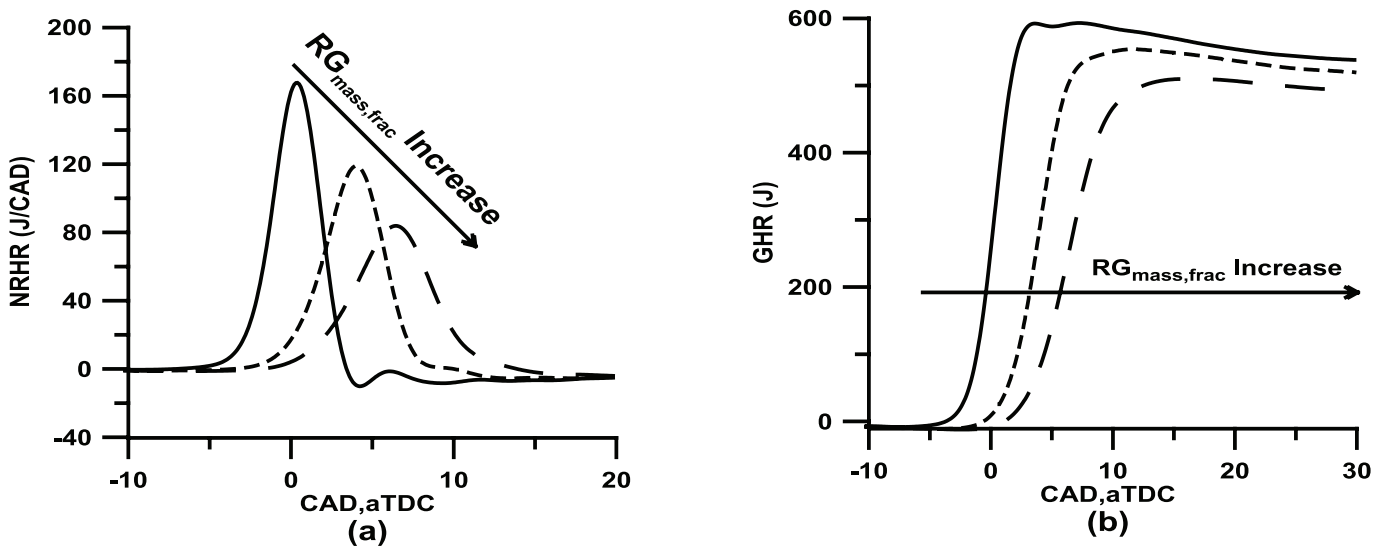 200
160
120
80
40
0
-40
NRHR (J/CAD)
RGmass,frac Increase
-10
0
10
20
CAD,aTDC
(a)
600
400
200
0
GHR (J)
RGmass,frac Increase
-10
0
10
20
30
CAD,aTDC
(b)